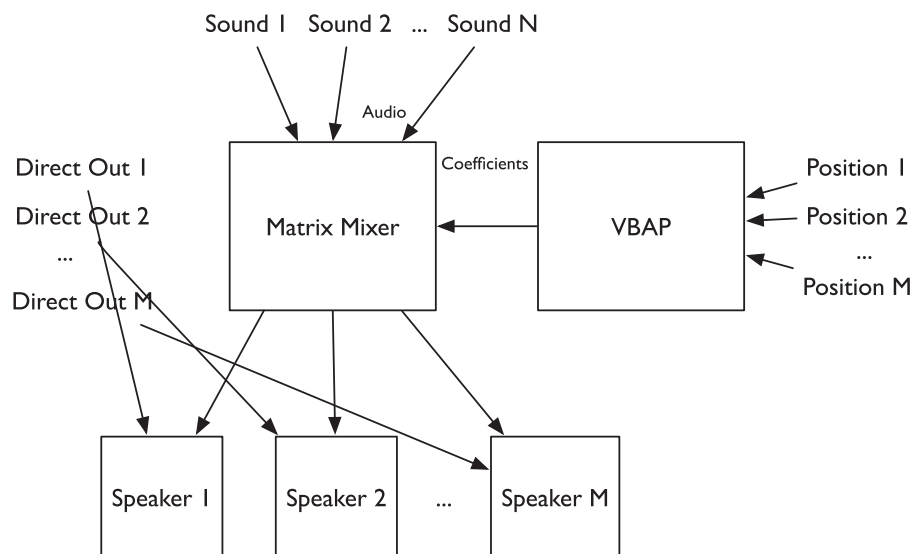 Sound 1 Sound 2 ... Sound N
Audio
Coefficients
Direct Out 1
Direct Out 2
...
Direct Out M
Matrix Mixer
VBAP
Position 1
Position 2
...
Position M
Speaker 1
Speaker 2
...
Speaker M